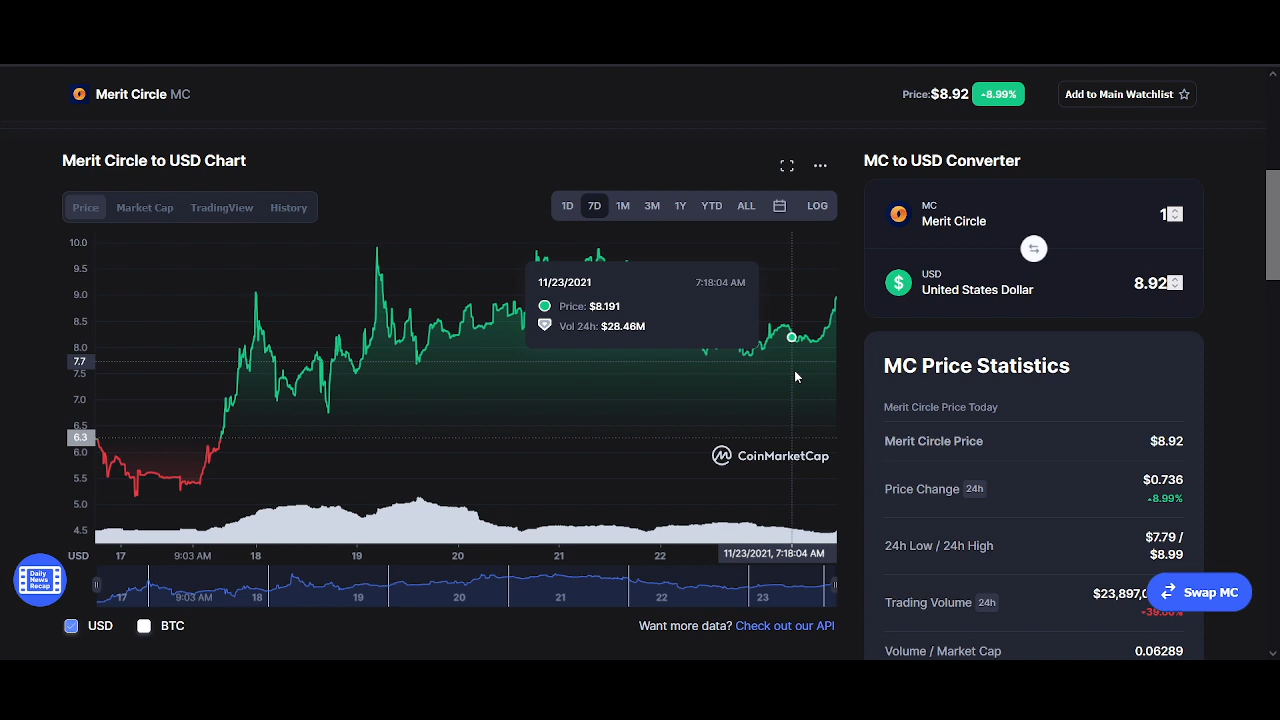 Merit Circle MC
Price:$8.92 8.99%
Add to Main Watchlist
Merit Circle to USD Chart
Price Market Cap TradingView History
1D 7D 1M 3M 1Y YTD ALL LOG
10.0
9.5
9.0
8.5
8.0
7.7
7.5
7.0
6.5
6.3
6.0
5.5
5.0
4.5
11/23/2021 7:18:04 AM
Price: $8.191
Vol 24h: $28.46M
CoinMarketCap
USD 17 9:03 AM 18 19 20 21 22
11/23/2021, 7:18:04 AM
17 9:03 AM 18 19 20 21 22 23
Daily
News
Recap
USD BTC
Want more data? Check out our API
MC to USD Converter
MC
Merit Circle 1
USD
United States Dollar 8.92
$
MC Price Statistics
Merit Circle Price Today
Merit Circle Price $8.92
Price Change 24h $0.736
8.99%
24h Low / 24h High $7.79 /
$8.99
Trading Volume 24h $23,897,0
Swap MC
Volume / Market Cap 0.06289